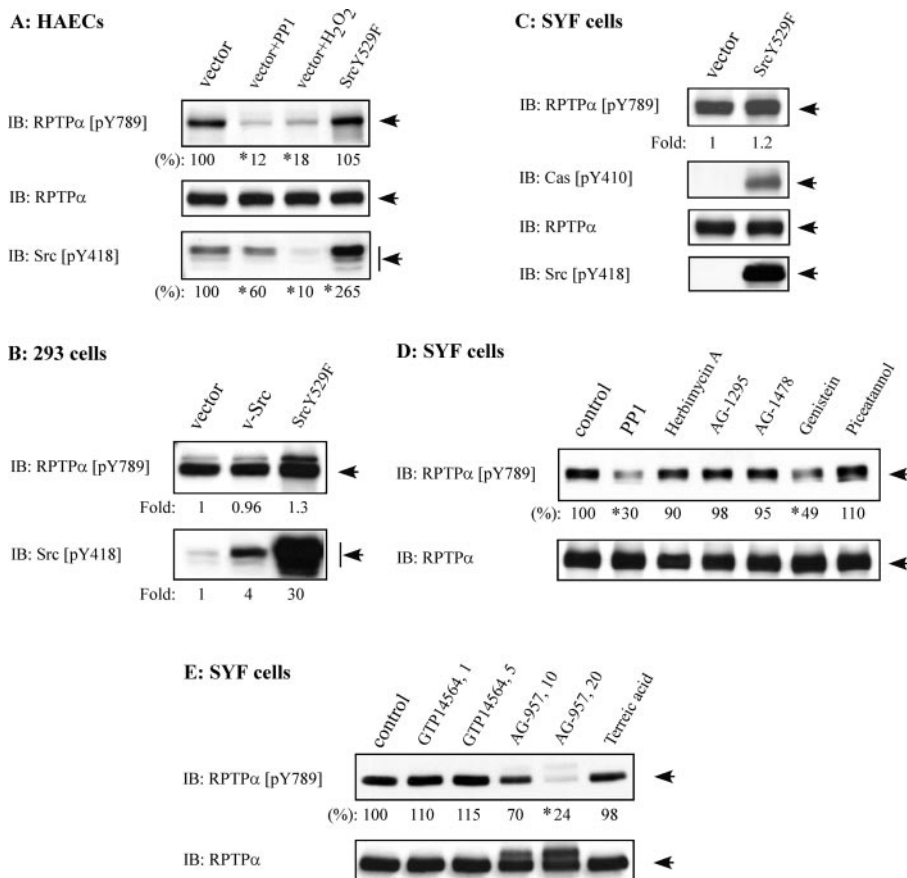 A: HAECs
vector
vector+PP1
vector+H2O2
SrcY529F
IB: RPTPα [pY789]
(%): 100 *12 *18 105
IB: RPTPα
IB: Src [pY418]
(%): 100 *60 *10 *265
C: SYF cells
vector
SrcY529F
IB: RPTPα [pY789]
Fold: 1 1.2
IB: Cas [pY410]
IB: RPTPα
IB: Src [pY418]
B: 293 cells
vector
v-Src
SrcY529F
IB: RPTPα [pY789]
Fold: 1 0.96 1.3
IB: Src [pY418]
Fold: 1 4 30
D: SYF cells
control
PP1
Herbimycin A
AG-1295
AG-1478
Genistein
Piceatannol
IB: RPTPα [pY789]
(%): 100 *30 90 98 95 *49 110
IB: RPTPα
E: SYF cells
control
GTP14564, 1
GTP14564, 5
AG-957, 10
AG-957, 20
Terreic acid
IB: RPTPα [pY789]
(%): 100 110 115 70 *24 98
IB: RPTPα